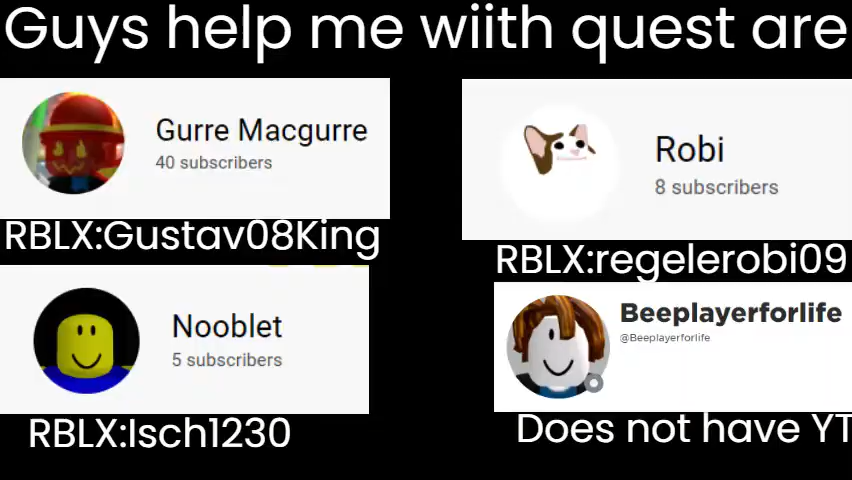 Guys help me wiith quest are
Gurre Macgurre
40 subscribers
RBLX:Gustav08King
Robi
8 subscribers
RBLX:regelerobi09
Nooblet
5 subscribers
RBLX:Isch1230
Beeplayerforlife
@Beeplayerforlife
Does not have YT